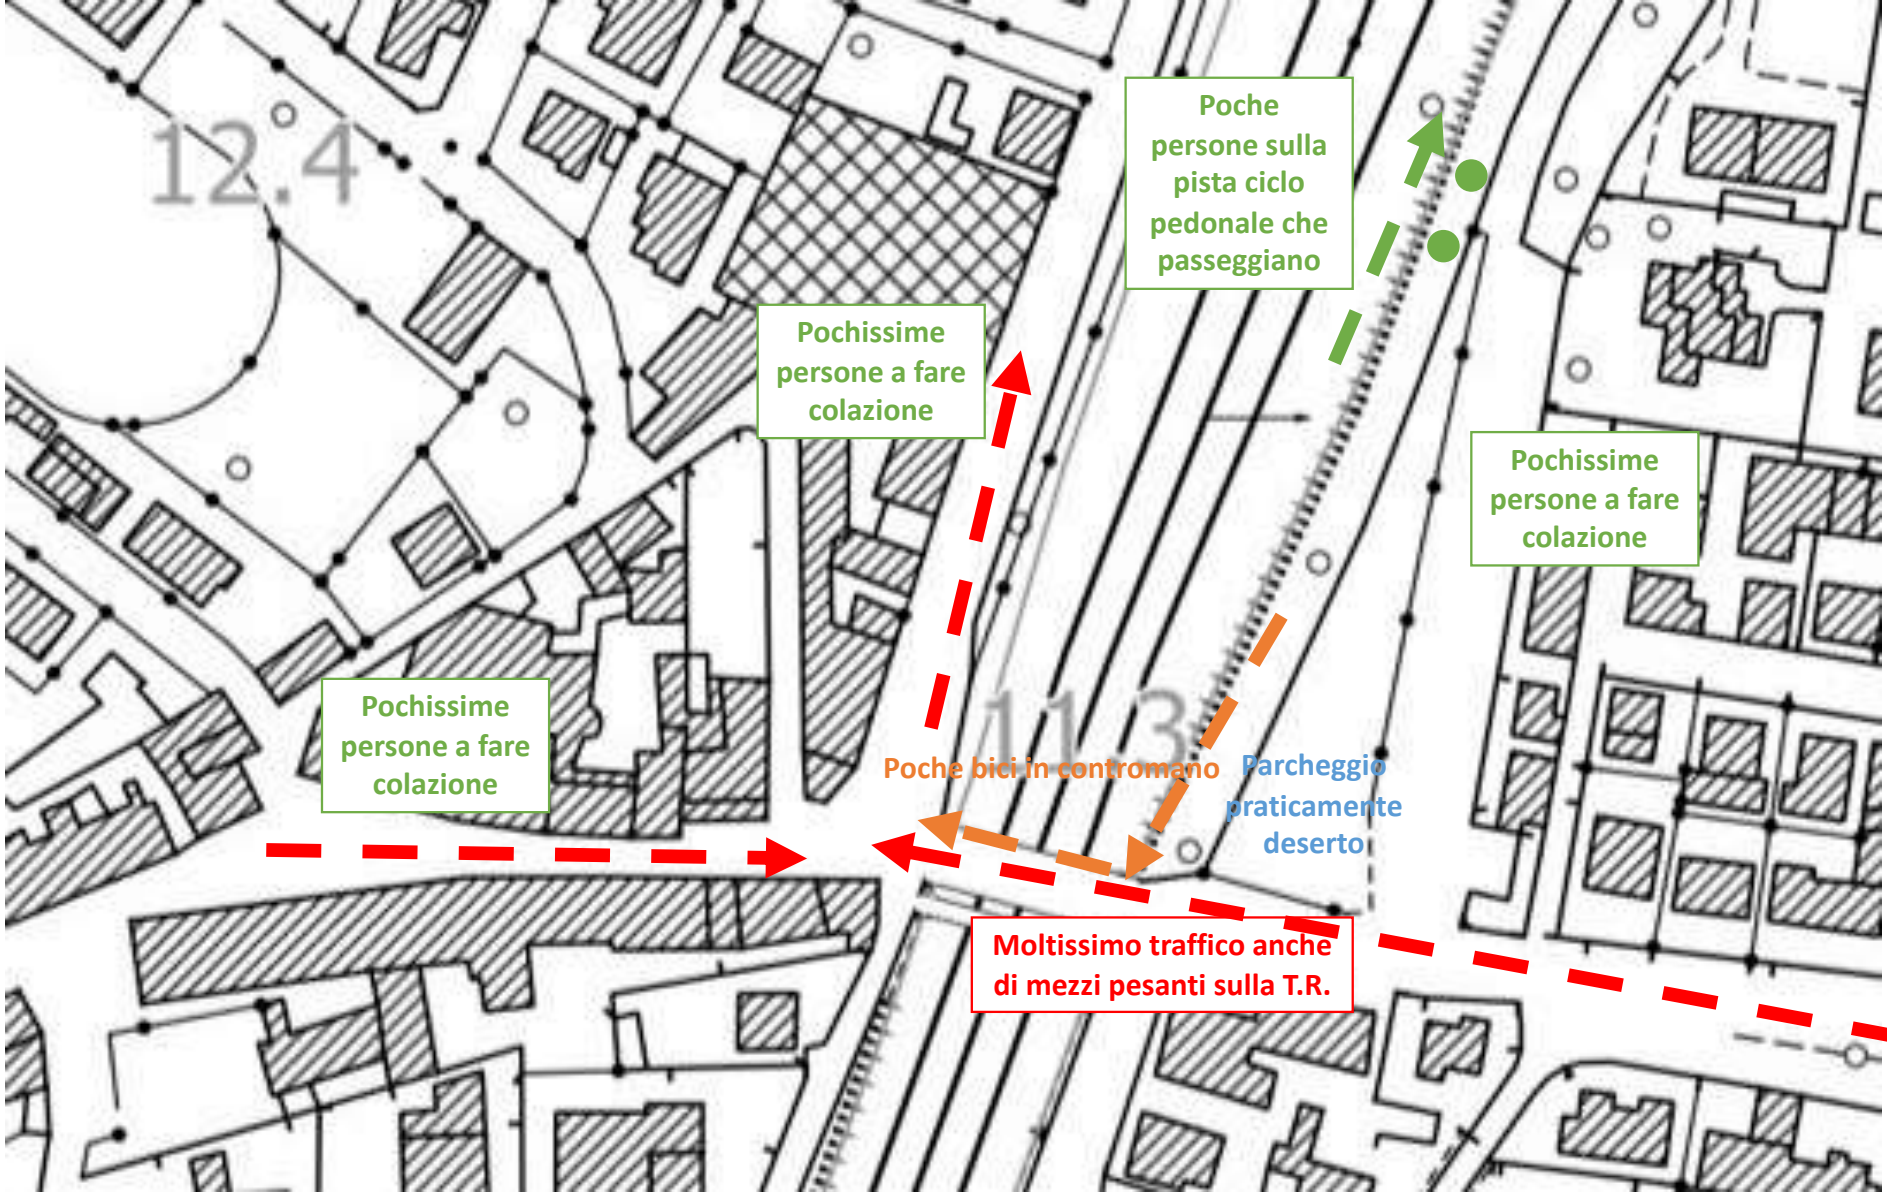 12.4
Poche
persone sulla
pista ciclo
pedonale che
passeggiano
Pochissime
persone a fare
colazione
Pochissime
persone a fare
colazione
Pochissime
persone a fare
colazione
11.3
Poche bici in contromano
Parcheggio
praticamente
deserto
Moltissimo traffico anche
di mezzi pesanti sulla T.R.